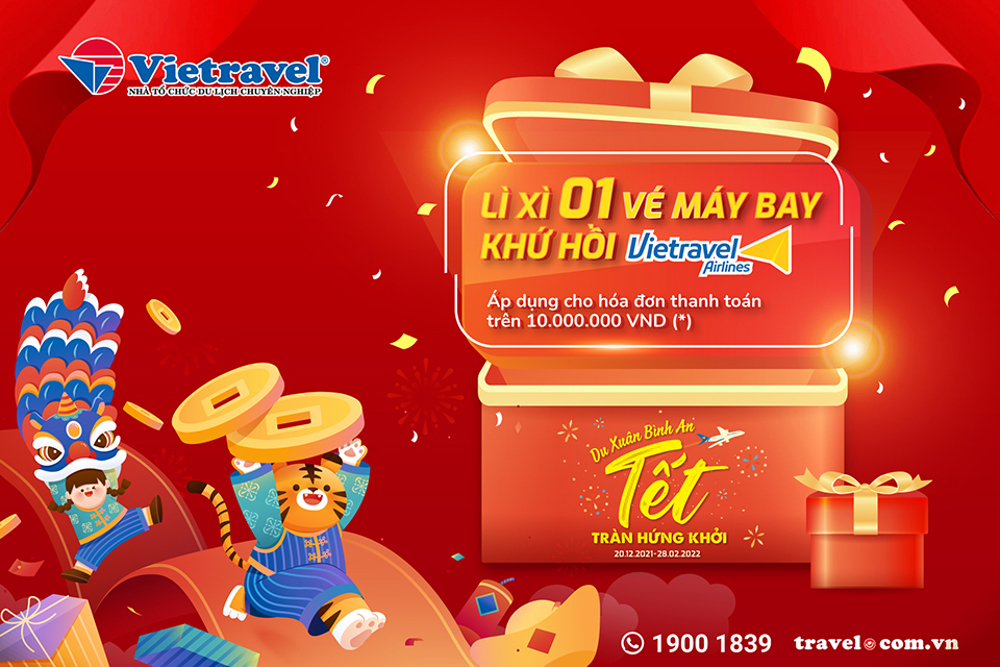 Vietravel®
NHÀ TỔ CHỨC DU LỊCH CHUYÊN NGHIỆP
LÌ XÌ 01 VÉ MÁY BAY
KHỨ HỒI Vietravel Airlines
Áp dụng cho hóa đơn thanh toán
trên 10.000.000 VND (*)
Du Xuân Bình An
Tết
TRÀN HỨNG KHỞI
20.12.2021-28.02.2022
1900 1839 travel.com.vn